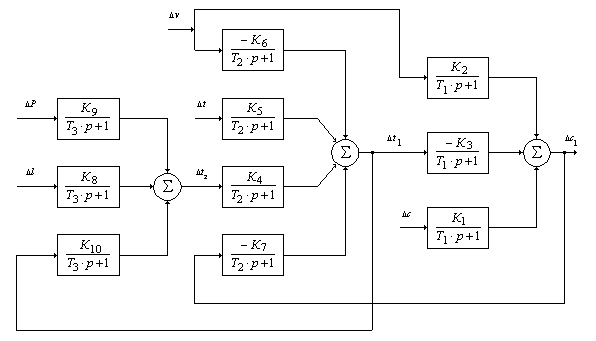 Δv
− K6
T2 · p+1
K2
T1 · p+1
ΔP
K9
T3 · p+1
Δt
K5
T2 · p+1
Σ
Δt1
− K3
T1 · p+1
Σ
Δc1
K8
T3 · p+1
Σ
Δt2
K4
T2 · p+1
Δc
K1
T1 · p+1
K10
T3 · p+1
− K7
T2 · p+1